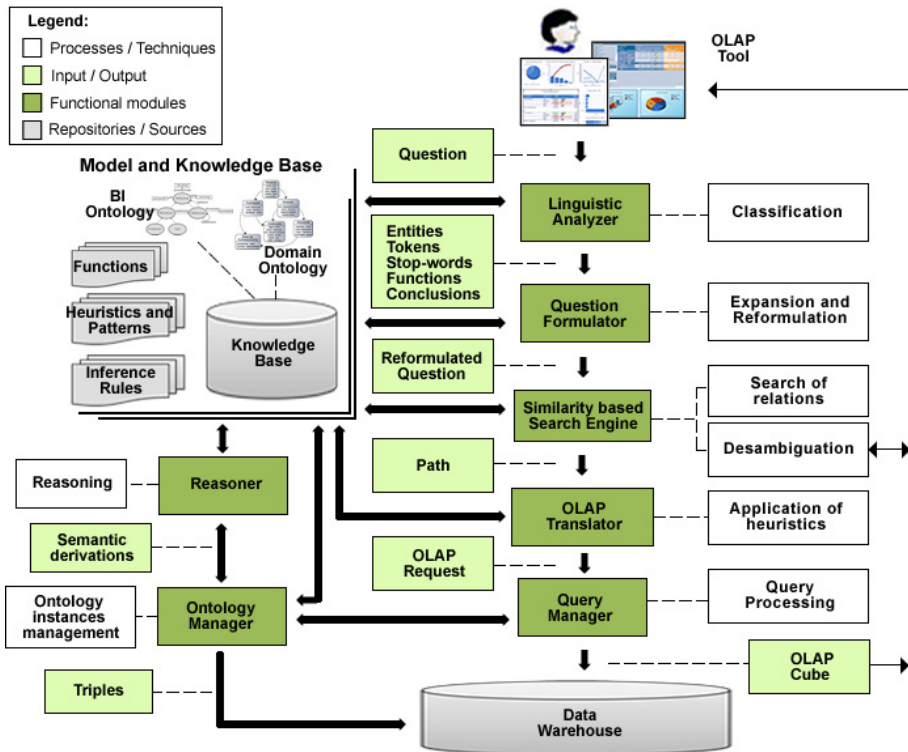 Legend:
Processes / Techniques
Input / Output
Functional modules
Repositories / Sources
OLAP
Tool
Question
Model and Knowledge Base
BI
Ontology
Domain
Ontology
Functions
Heuristics and
Patterns
Inference
Rules
Knowledge
Base
Linguistic
Analyzer
Classification
Entities
Tokens
Stop-words
Functions
Conclusions
Question
Formulator
Expansion and
Reformulation
Reformulated
Question
Similarity based
Search Engine
Search of
relations
Desambiguation
Path
Reasoning
Reasoner
OLAP
Translator
Application of
heuristics
Semantic
derivations
OLAP
Request
Ontology
instances
management
Ontology
Manager
Query
Manager
Query
Processing
Triples
OLAP
Cube
Data
Warehouse